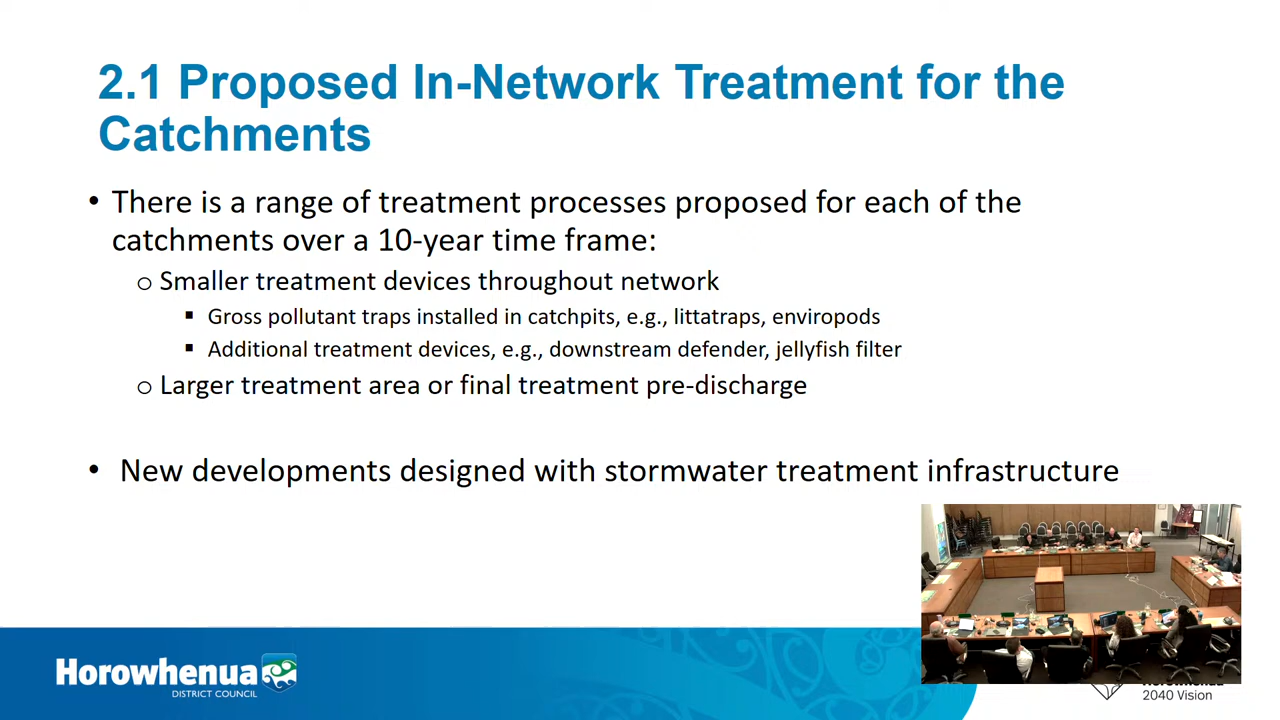 2.1 Proposed In-Network Treatment for the
Catchments
• There is a range of treatment processes proposed for each of the
catchments over a 10-year time frame:
o Smaller treatment devices throughout network
▪ Gross pollutant traps installed in catchpits, e.g., littatraps, enviropods
▪ Additional treatment devices, e.g., downstream defender, jellyfish filter
o Larger treatment area or final treatment pre-discharge
• New developments designed with stormwater treatment infrastructure
Horowhenua
DISTRICT COUNCIL
2040 Vision